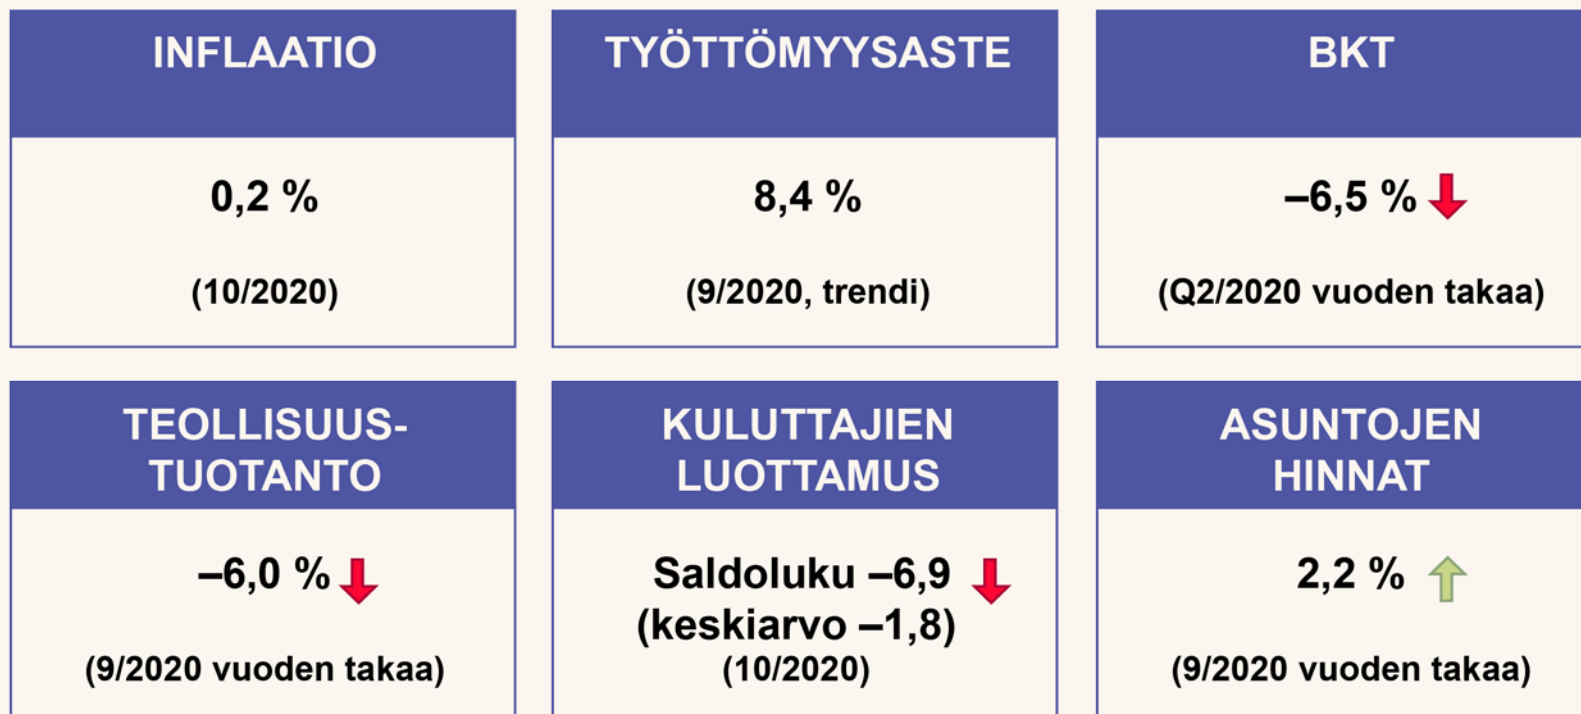 INFLAATIO
0,2 %
(10/2020)
TYÖTTÖMYYSASTE
8,4 %
(9/2020, trendi)
BKT
–6,5 %
(Q2/2020 vuoden takaa)
TEOLLISUUS-
TUOTANTO
–6,0 %
(9/2020 vuoden takaa)
KULUTTAJIEN
LUOTTAMUS
Saldoluku –6,9
(keskiarvo –1,8)
(10/2020)
ASUNTOJEN
HINNAT
2,2 %
(9/2020 vuoden takaa)